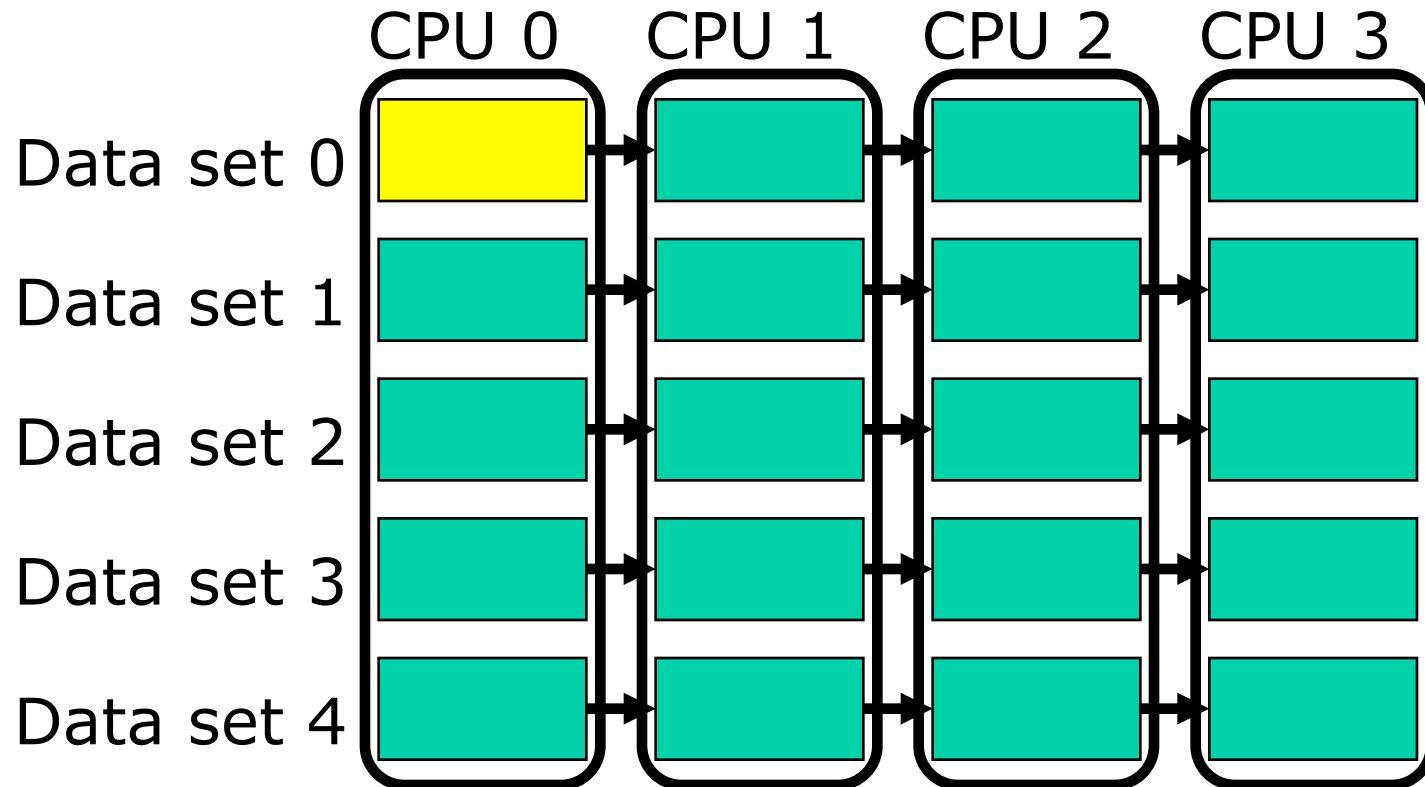 CPU 0 CPU 1 CPU 2 CPU 3
Data set 0
Data set 1
Data set 2
Data set 3
Data set 4